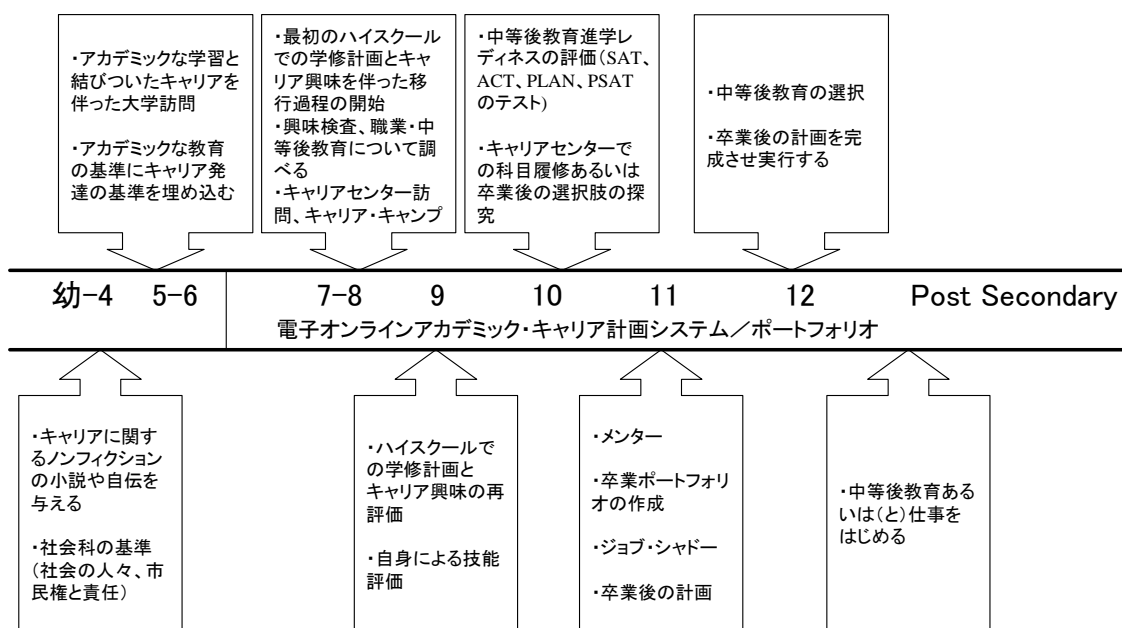 ・アカデミックな学習と
結びついたキャリアを
伴った大学訪問
・アカデミックな教育
の基準にキャリア発
達の基準を埋め込む
・最初のハイスクール
での学修計画とキャ
リア興味を伴った移
行過程の開始
・興味検査、職業・中
等後教育について調
べる
・キャリアセンター訪
問、キャリア・キャンプ
・中等後教育進学レ
ディネスの評価(SAT、
ACT、PLAN、PSAT
のテスト)
・キャリアセンターで
の科目履修あるいは
卒業後の選択肢の探
究
・中等後教育の選択
・卒業後の計画を完
成させ実行する
幼-4 5-6 7-8 9 10 11 12 Post Secondary
電子オンラインアカデミック・キャリア計画システム／ポートフォリオ
・キャリアに関す
るノンフィクション
の小説や自伝を
与える
・社会科の基準
(社会の人々、市
民権と責任)
・ハイスクールで
の学修計画と
キャリア興味の再
評価
・自身による技能
評価
・メンター
・卒業ポートフォリ
オの作成
・ジョブ・シャドー
・卒業後の計画
・中等後教育ある
いは(と)仕事を
はじめる